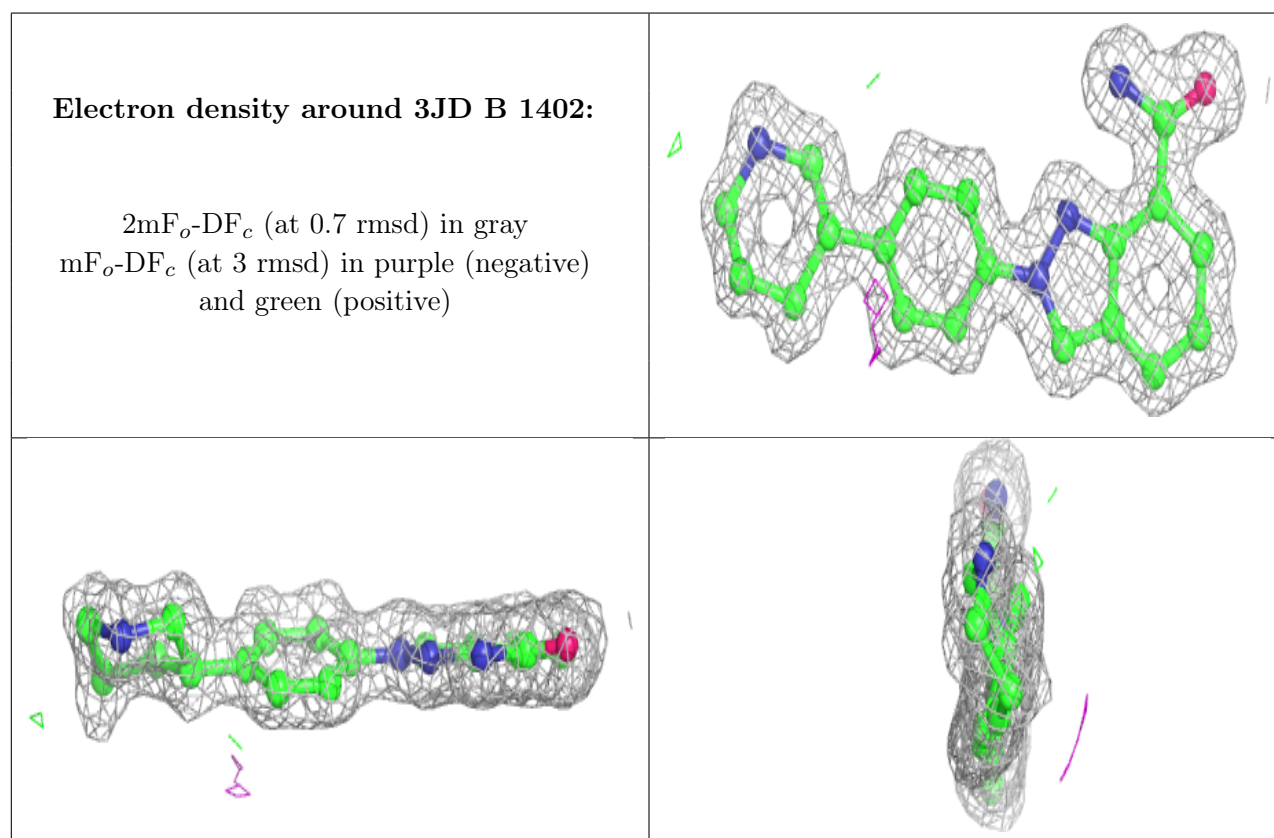 Electron density around 3JD B 1402:
2mFₒ-DF𝒸 (at 0.7 rmsd) in gray
mFₒ-DF𝒸 (at 3 rmsd) in purple (negative)
and green (positive)